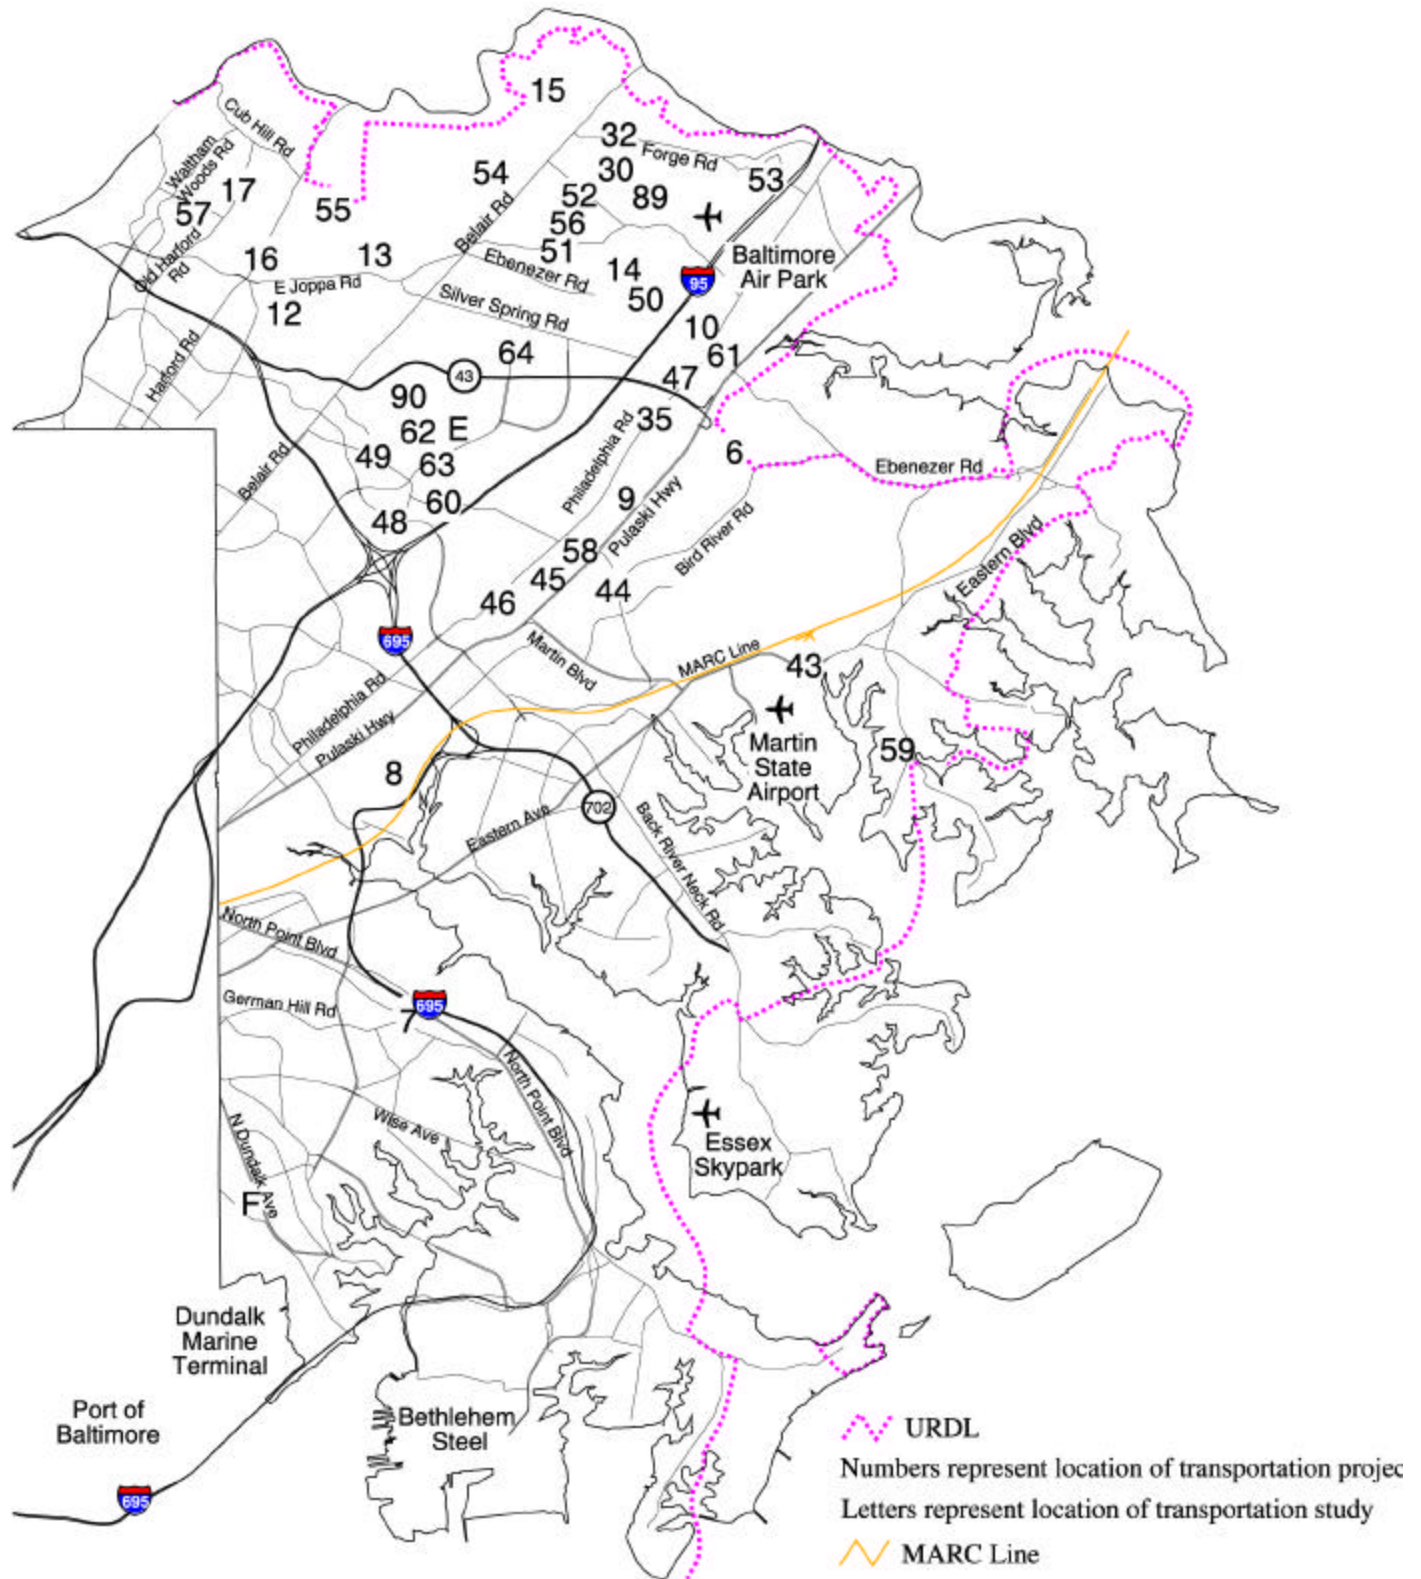 15
Cub Hill Rd
32
Forge Rd
Waltham
Woods Rd
54
30
53
17
52
89
57
55
56
Belair Rd
51
Old Harford
Rd
16
13
Ebenezer Rd
14
95
Baltimore
Air Park
E Joppa Rd
Silver Spring Rd
50
12
10
61
Harford Rd
64
43
47
90
62
E
35
Philadelphia Rd
49
63
6
Ebenezer Rd
Belair Rd
60
9
Pulaski Hwy
48
Bird River Rd
Eastern Blvd
58
45
46
44
695
Martin Blvd
MARC Line
43
Philadelphia Rd
Pulaski Hwy
Martin
State
Airport
59
8
702
Eastern Ave
Back River Neck Rd
North Point Blvd
German Hill Rd
695
North Point Blvd
Wise Ave
N Dundalk Ave
F
Essex
Skypark
Dundalk
Marine
Terminal
Port of
Baltimore
Bethlehem
Steel
695
URDL
Numbers represent location of transportation projec
Letters represent location of transportation study
MARC Line